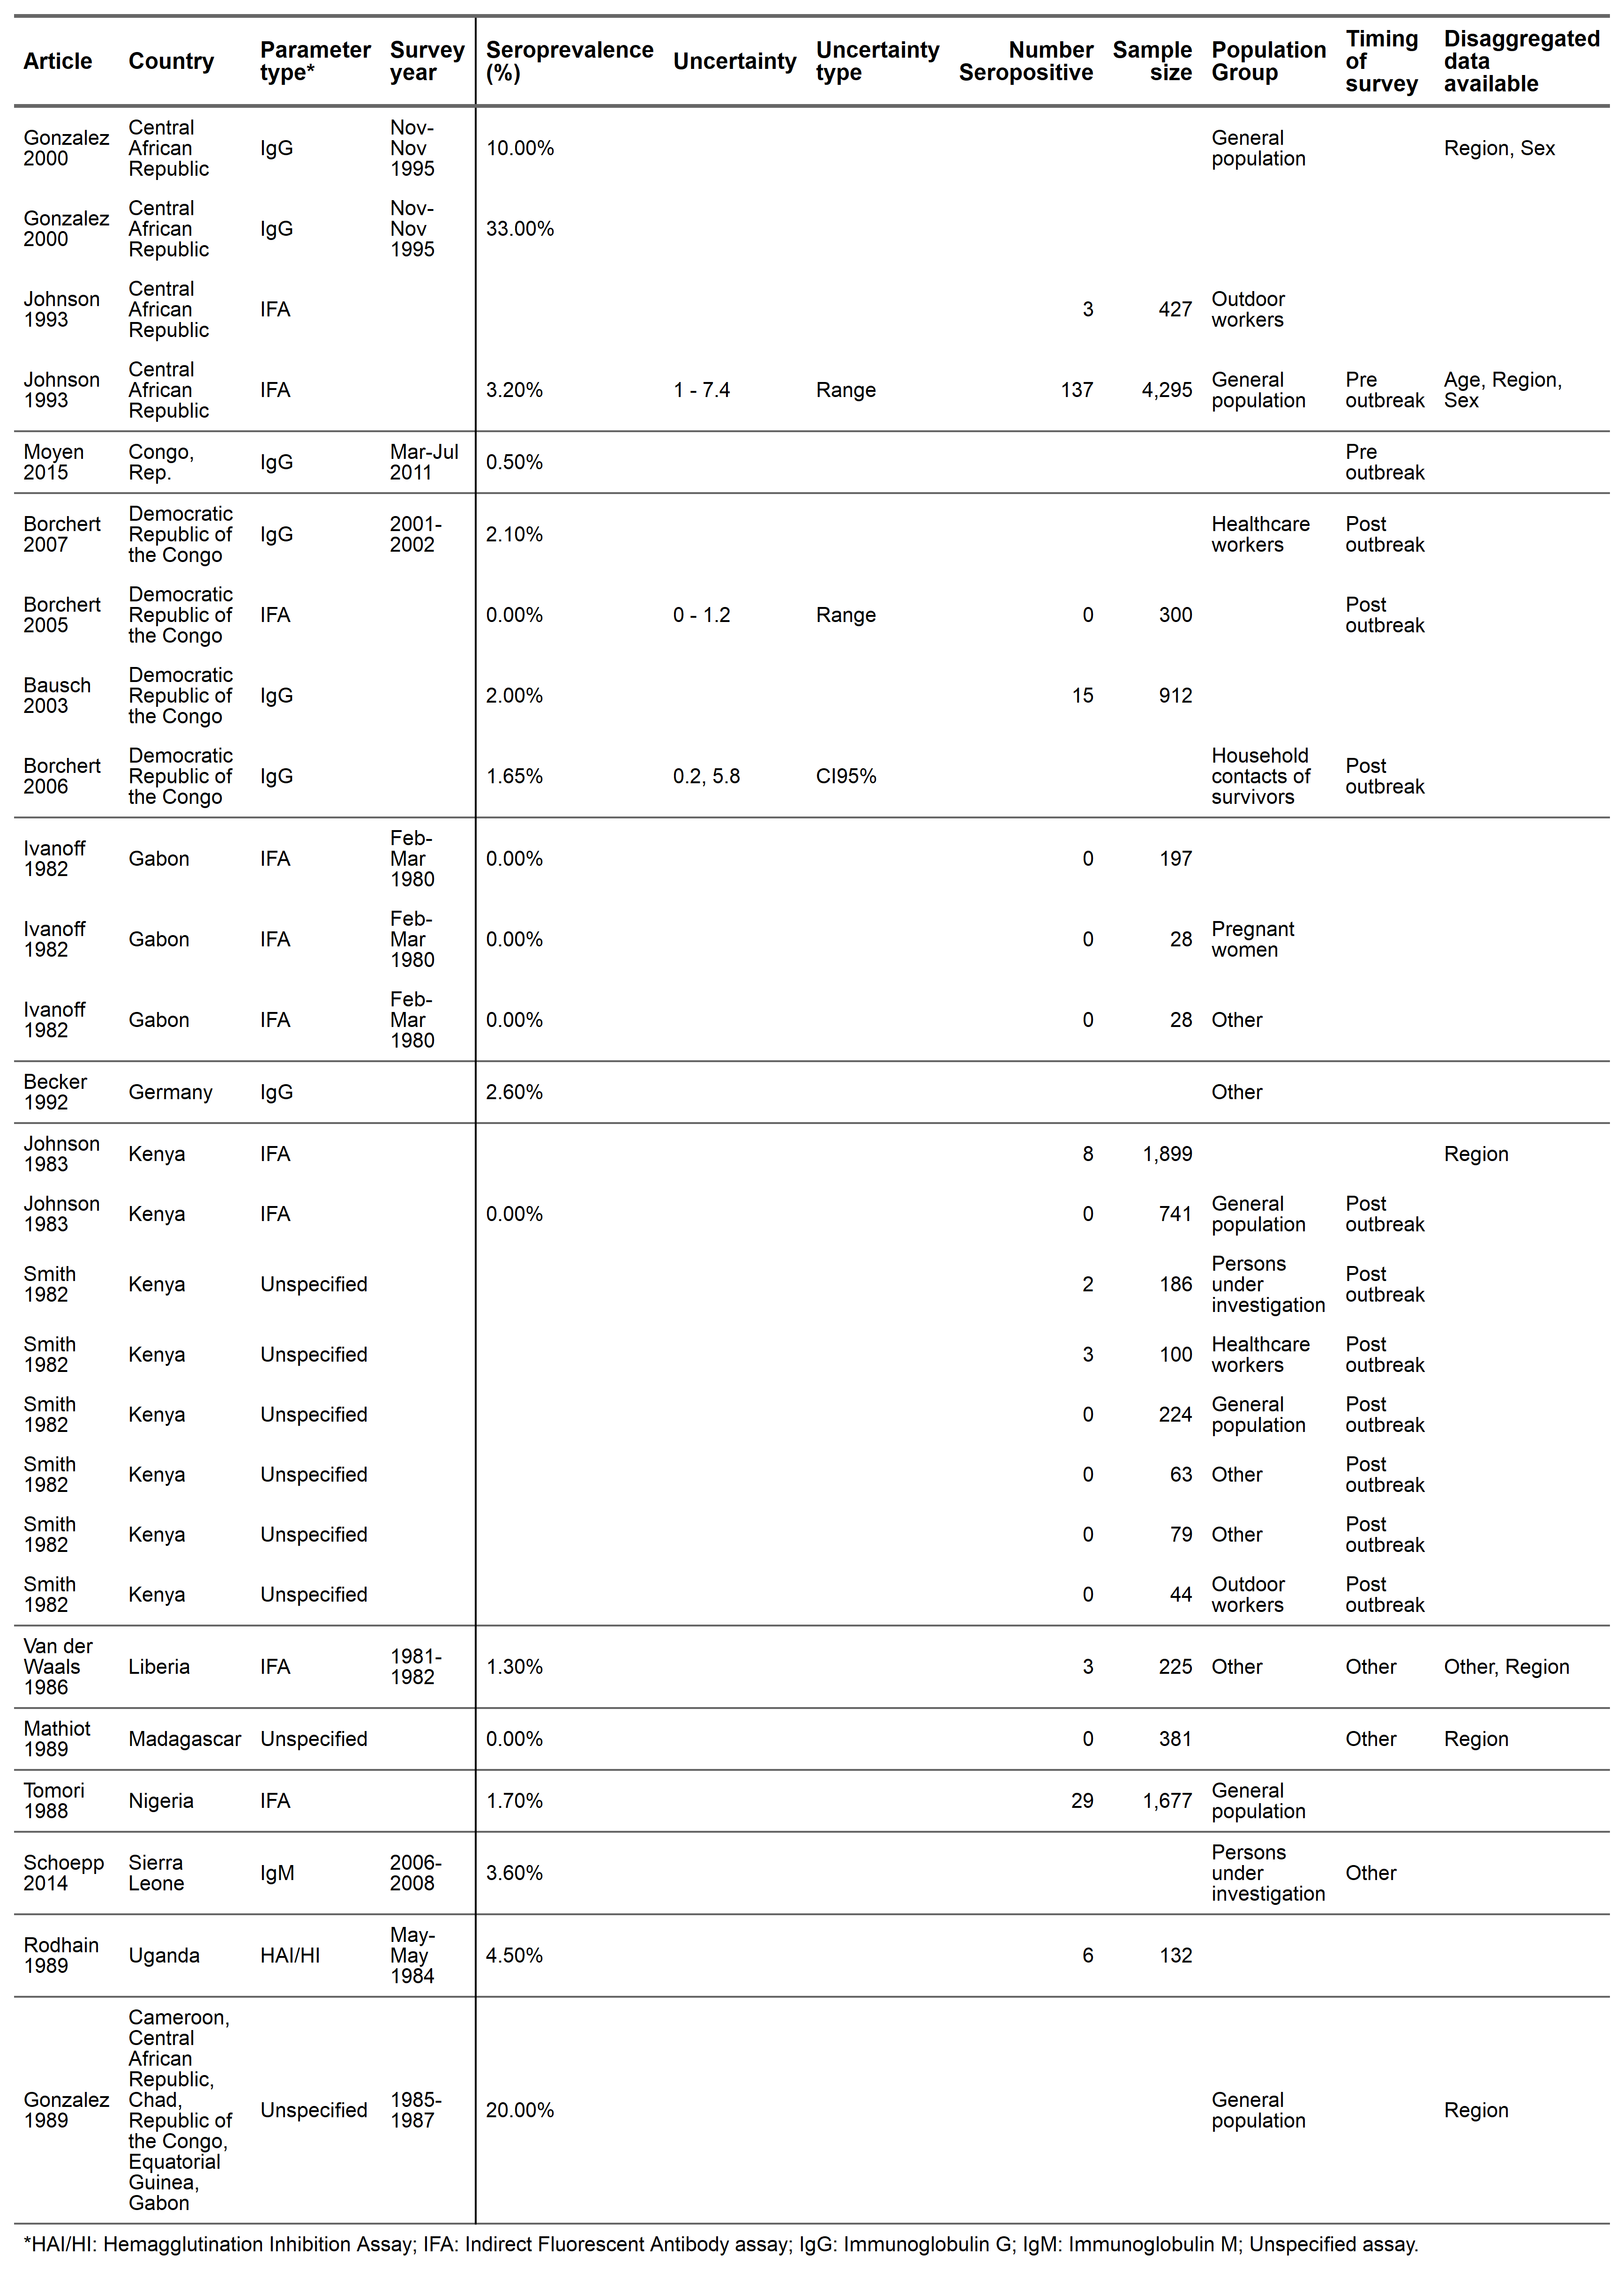 Article Country Parameter type* Survey year Seroprevalence (%) Uncertainty Uncertainty type Number Seropositive Sample size Population Group Timing of survey Disaggregated data available
Gonzalez 2000 Central African Republic IgG Nov-Nov 1995 10.00% General population Region, Sex
Gonzalez 2000 Central African Republic IgG Nov-Nov 1995 33.00%
Johnson 1993 Central African Republic IFA 3 427 Outdoor workers
Johnson 1993 Central African Republic IFA 3.20% 1 - 7.4 Range 137 4,295 General population Pre outbreak Age, Region, Sex
Moyen 2015 Congo, Rep. IgG Mar-Jul 2011 0.50% Pre outbreak
Borchert 2007 Democratic Republic of the Congo IgG 2001-2002 2.10% Healthcare workers Post outbreak
Borchert 2005 Democratic Republic of the Congo IFA 0.00% 0 - 1.2 Range 0 300 Post outbreak
Bausch 2003 Democratic Republic of the Congo IgG 2.00% 15 912
Borchert 2006 Democratic Republic of the Congo IgG 1.65% 0.2, 5.8 CI95% Household contacts of survivors Post outbreak
Ivanoff 1982 Gabon IFA Feb-Mar 1980 0.00% 0 197
Ivanoff 1982 Gabon IFA Feb-Mar 1980 0.00% 0 28 Pregnant women
Ivanoff 1982 Gabon IFA Feb-Mar 1980 0.00% 0 28 Other
Becker 1992 Germany IgG 2.60% Other
Johnson 1983 Kenya IFA 8 1,899 Region
Johnson 1983 Kenya IFA 0.00% 0 741 General population Post outbreak
Smith 1982 Kenya Unspecified 2 186 Persons under investigation Post outbreak
Smith 1982 Kenya Unspecified 3 100 Healthcare workers Post outbreak
Smith 1982 Kenya Unspecified 0 224 General population Post outbreak
Smith 1982 Kenya Unspecified 0 63 Other Post outbreak
Smith 1982 Kenya Unspecified 0 79 Other Post outbreak
Smith 1982 Kenya Unspecified 0 44 Outdoor workers Post outbreak
Van der Waals 1986 Liberia IFA 1981-1982 1.30% 3 225 Other Other Other, Region
Mathiot 1989 Madagascar Unspecified 0.00% 0 381 Other Region
Tomori 1988 Nigeria IFA 1.70% 29 1,677 General population
Schoepp 2014 Sierra Leone IgM 2006-2008 3.60% Persons under investigation Other
Rodhain 1989 Uganda HAI/HI May-May 1984 4.50% 6 132
Gonzalez 1989 Cameroon, Central African Republic, Chad, Republic of the Congo, Equatorial Guinea, Gabon Unspecified 1985-1987 20.00% General population Region
*HAI/HI: Hemagglutination Inhibition Assay; IFA: Indirect Fluorescent Antibody assay; IgG: Immunoglobulin G; IgM: Immunoglobulin M; Unspecified assay.